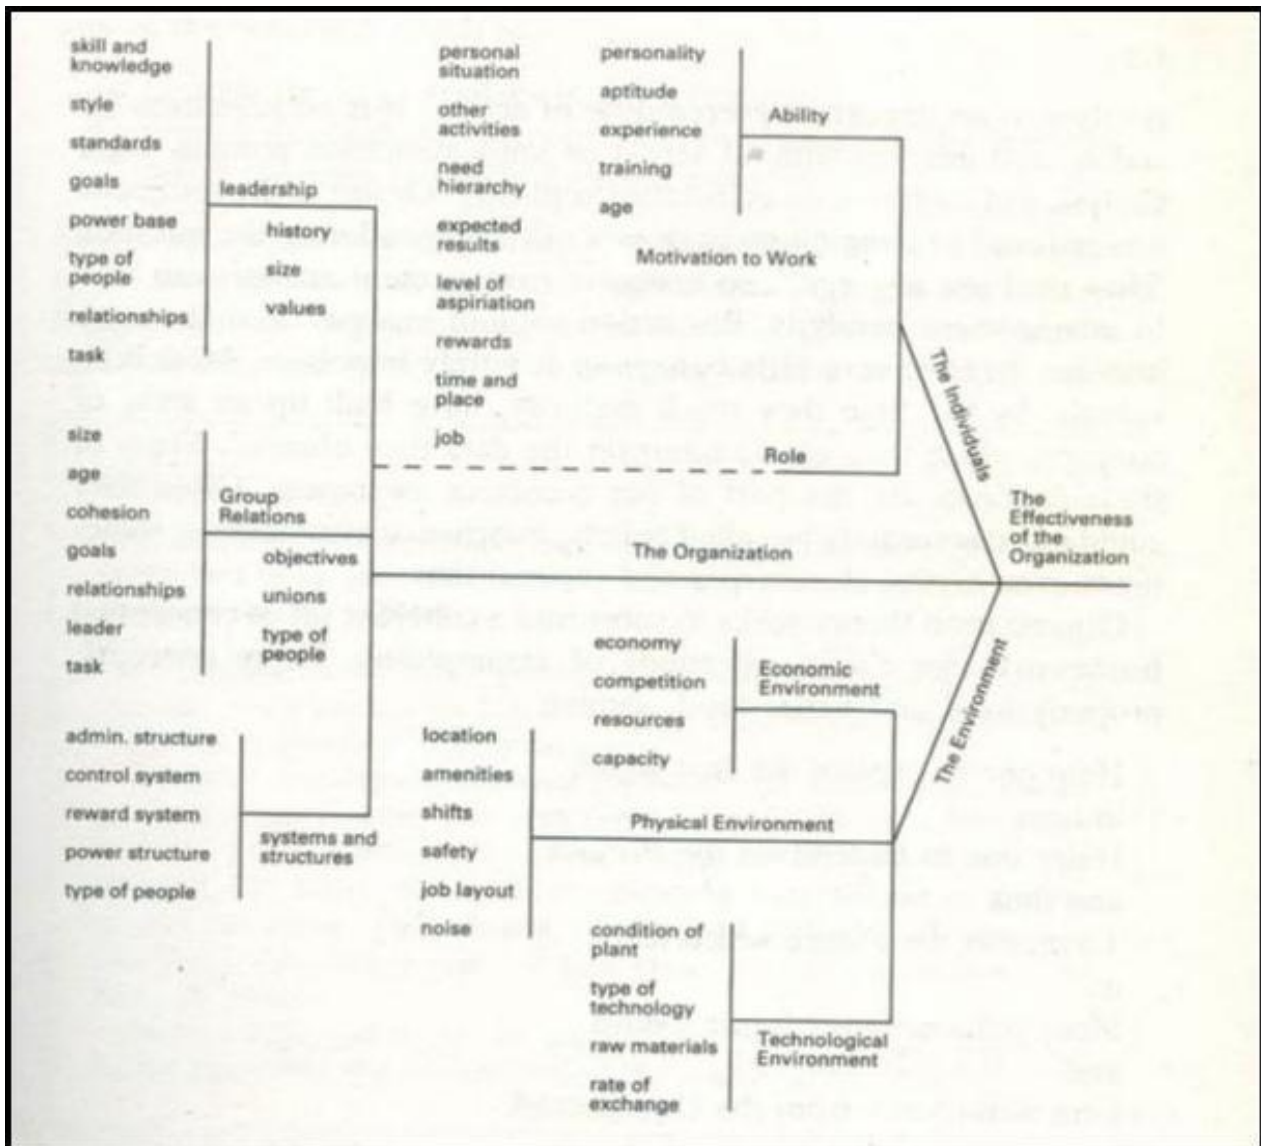 skill and
knowledge
style
standards
goals
power base
type of
people
relationships
task
leadership
history
size
values
personal
situation
other
activities
need
hierarchy
expected
results
level of
aspiriation
rewards
time and
place
job
personality
aptitude
experience
training
age
Ability
Motivation to Work
Role
The Individuals
size
age
cohesion
goals
relationships
leader
task
Group
Relations
objectives
unions
type of
people
The Organization
The
Effectiveness
of the
Organization
The Environment
economy
competition
resources
capacity
Economic
Environment
admin. structure
control system
reward system
power structure
type of people
systems and
structures
location
amenities
shifts
safety
job layout
noise
Physical Environment
condition of
plant
type of
technology
raw materials
rate of
exchange
Technological
Environment